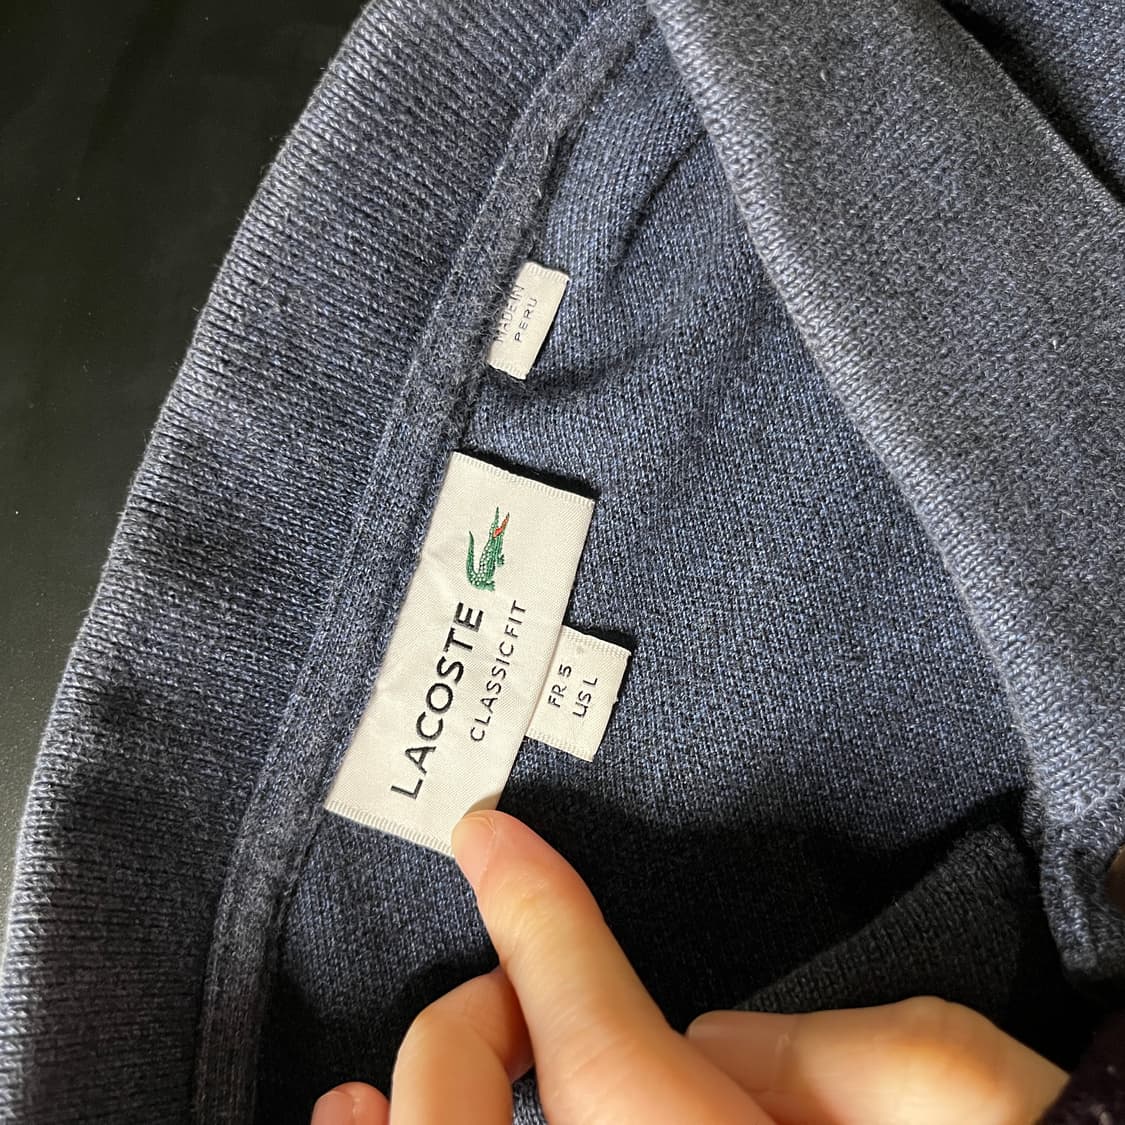 MADE IN
PERU
LACOSTE
CLASSIC FIT
FR 5
US L